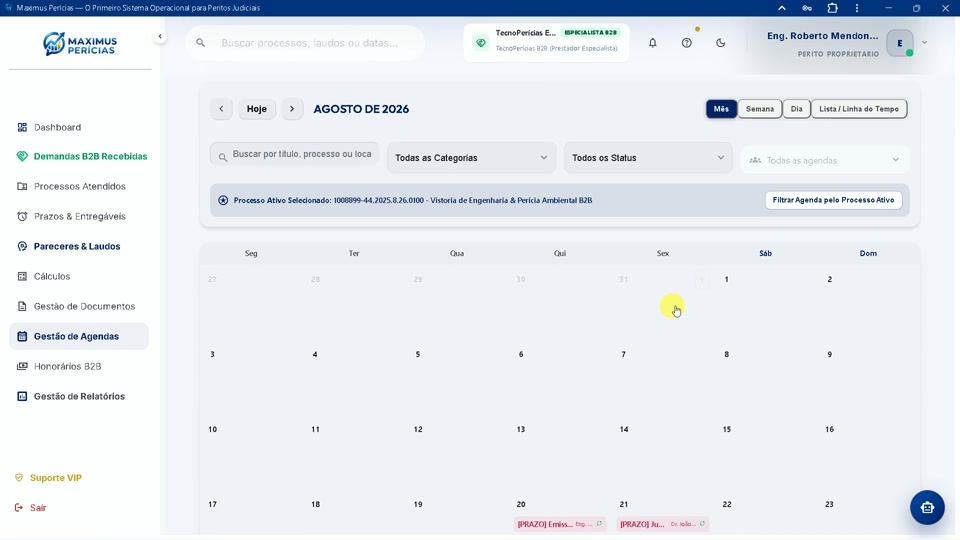 Maximus Perícias — O Primeiro Sistema Operacional para Peritos Judiciais
MAXIMUS
PERÍCIAS
Buscar processos, laudos ou datas...
TecnoPerícias E... ESPECIALISTA B2B
TecnoPerícias B2B (Prestador Especialista)
Eng. Roberto Mendon...
PERITO PROPRIETARIO
E
Dashboard
Demandas B2B Recebidas
Processos Atendidos
Prazos & Entregáveis
Pareceres & Laudos
Cálculos
Gestão de Documentos
Gestão de Agendas
Honorários B2B
Gestão de Relatórios
Suporte VIP
Sair
Hoje
AGOSTO DE 2026
Mês
Semana
Dia
Lista / Linha do Tempo
Buscar por título, processo ou loca
Todas as Categorias
Todos os Status
Todas as agendas
Processo Ativo Selecionado: 1008899-44.2025.8.26.0100 - Vistoria de Engenharia & Perícia Ambiental B2B
Filtrar Agenda pelo Processo Ativo
Seg Ter Qua Qui Sex Sáb Dom
27 28 29 30 31 1 2
3 4 5 6 7 8 9
10 11 12 13 14 15 16
17 18 19 20 21 22 23
[PRAZO] Emiss... Eng. ...
[PRAZO] Ju... Dr. João...